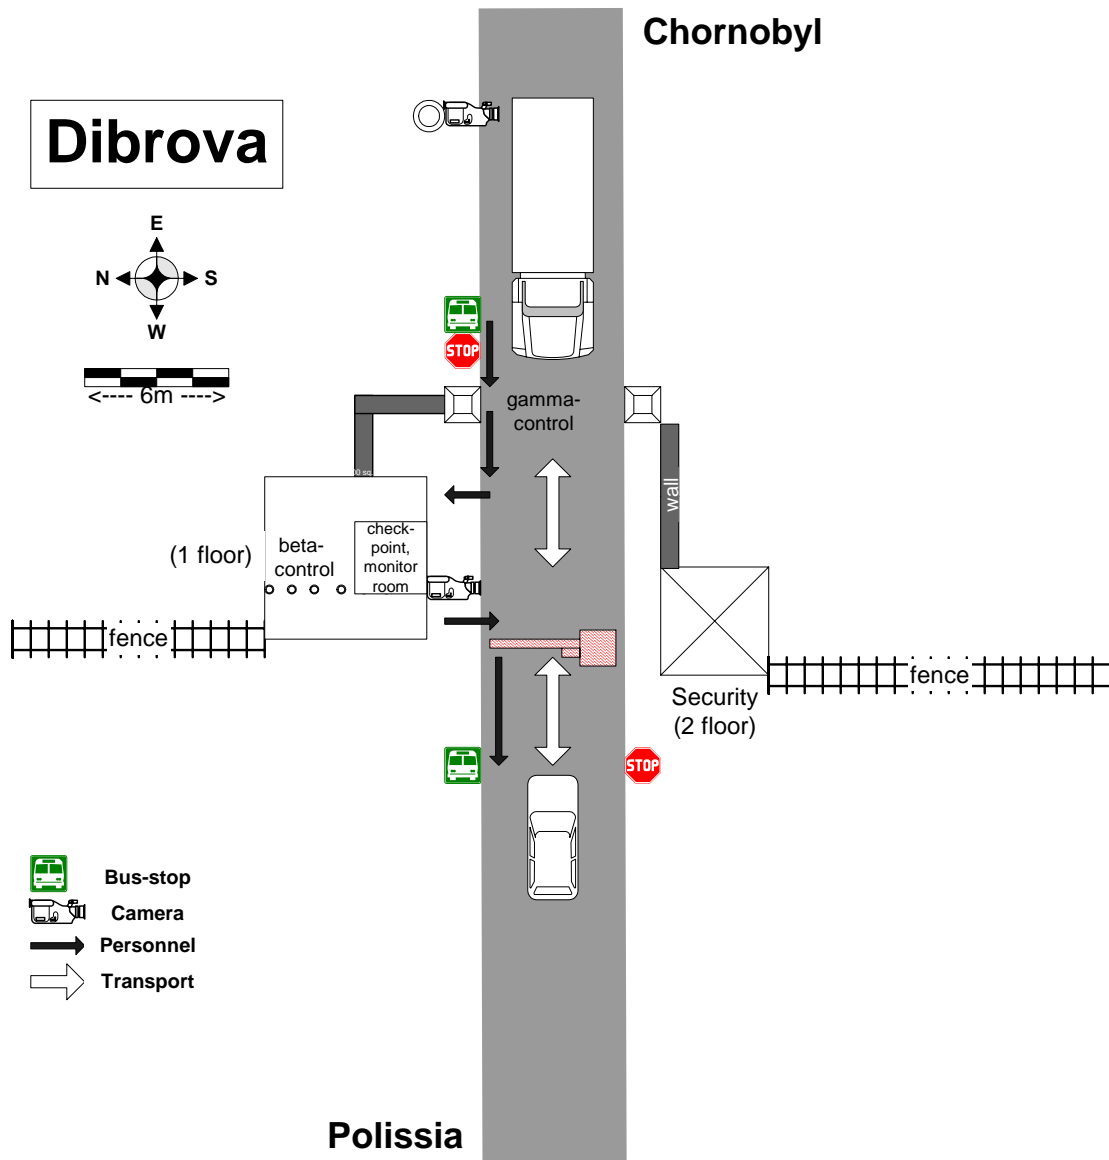 Chornobyl
Dibrova
E
N
S
W
<---- 6m ---->
STOP
gamma-
control
wall
(1 floor)
beta-
control
check-
point,
monitor
room
fence
Security
(2 floor)
fence
STOP
Bus-stop
Camera
Personnel
Transport
Polissia